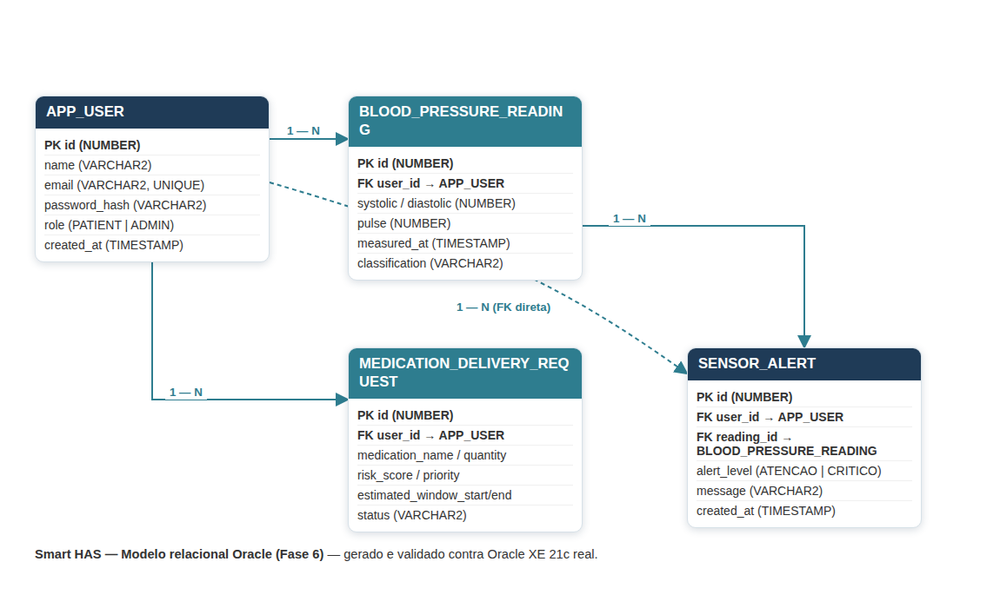 APP_USER
PK id (NUMBER)
name (VARCHAR2)
email (VARCHAR2, UNIQUE)
password_hash (VARCHAR2)
role (PATIENT | ADMIN)
created_at (TIMESTAMP)
1 — N
BLOOD_PRESSURE_READIN
G
PK id (NUMBER)
FK user_id → APP_USER
systolic / diastolic (NUMBER)
pulse (NUMBER)
measured_at (TIMESTAMP)
classification (VARCHAR2)
1 — N
1 — N (FK direta)
1 — N
MEDICATION_DELIVERY_REQ
UEST
PK id (NUMBER)
FK user_id → APP_USER
medication_name / quantity
risk_score / priority
estimated_window_start/end
status (VARCHAR2)
SENSOR_ALERT
PK id (NUMBER)
FK user_id → APP_USER
FK reading_id →
BLOOD_PRESSURE_READING
alert_level (ATENCAO | CRITICO)
message (VARCHAR2)
created_at (TIMESTAMP)
Smart HAS — Modelo relacional Oracle (Fase 6) — gerado e validado contra Oracle XE 21c real.